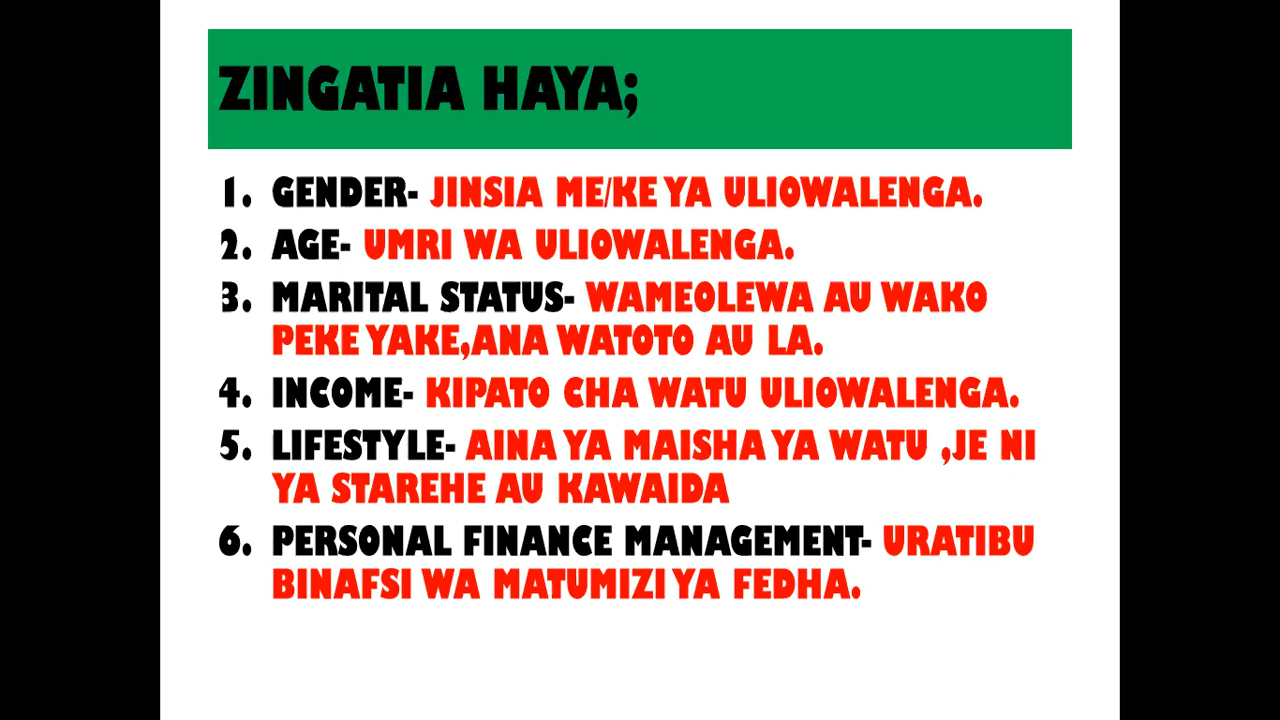 ZINGATIA HAYA;
1. GENDER- JINSIA ME/KE YA ULIOWALENGA.
2. AGE- UMRI WA ULIOWALENGA.
3. MARITAL STATUS- WAMEOLEWA AU WAKO
PEKE YAKE,ANA WATOTO AU LA.
4. INCOME- KIPATO CHA WATU ULIOWALENGA.
5. LIFESTYLE- AINA YA MAISHA YA WATU ,JE NI
YA STAREHE AU KAWAIDA
6. PERSONAL FINANCE MANAGEMENT- URATIBU
BINAFSI WA MATUMIZI YA FEDHA.